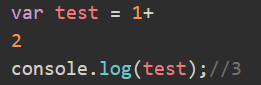 var test = 1+
2
console.log(test);//3